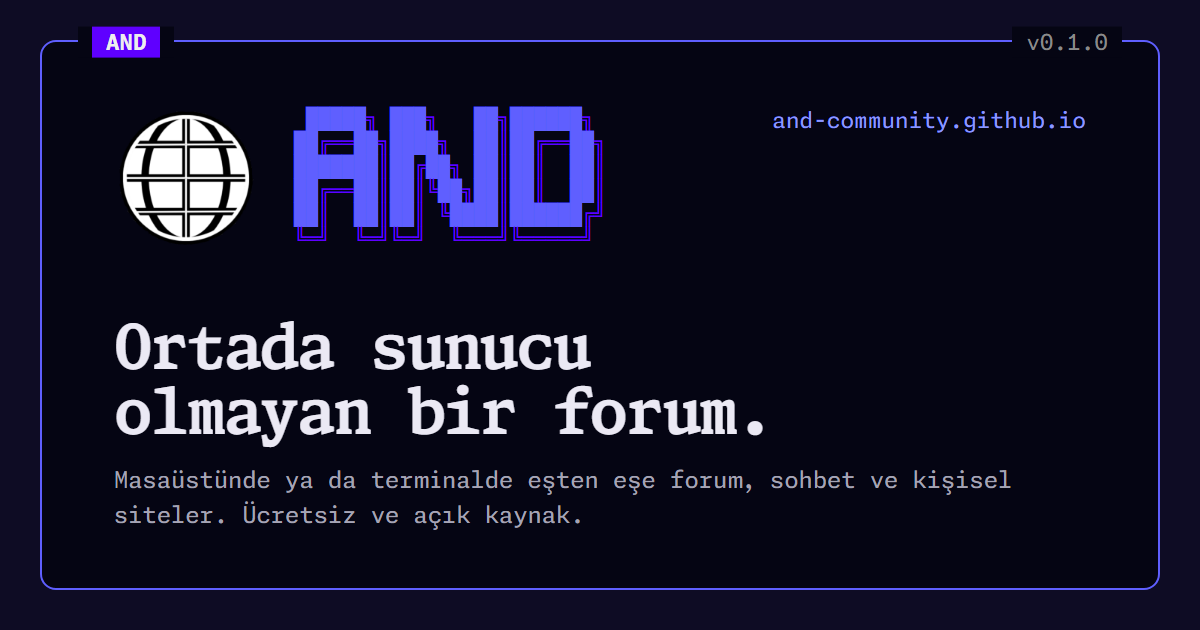 AND
v0.1.0
AND
and-community.github.io
Ortada sunucu
olmayan bir forum.
Masaüstünde ya da terminalde eşten eşe forum, sohbet ve kişisel
siteler. Ücretsiz ve açık kaynak.